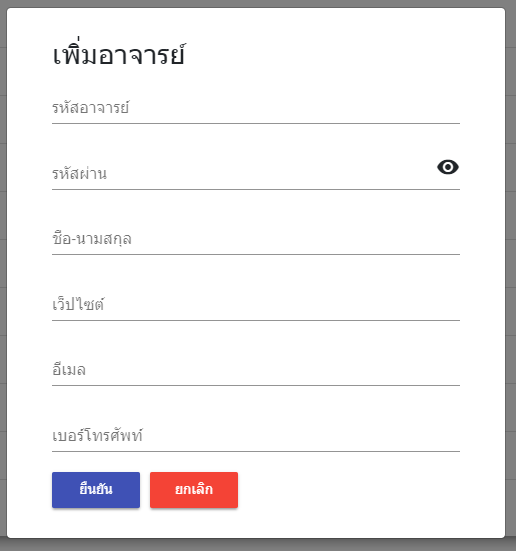 เพิ่มอาจารย์
รหัสอาจารย์
รหัสผ่าน
ชื่อ-นามสกุล
เว็ปไซต์
อีเมล
เบอร์โทรศัพท์
ยืนยัน
ยกเลิก